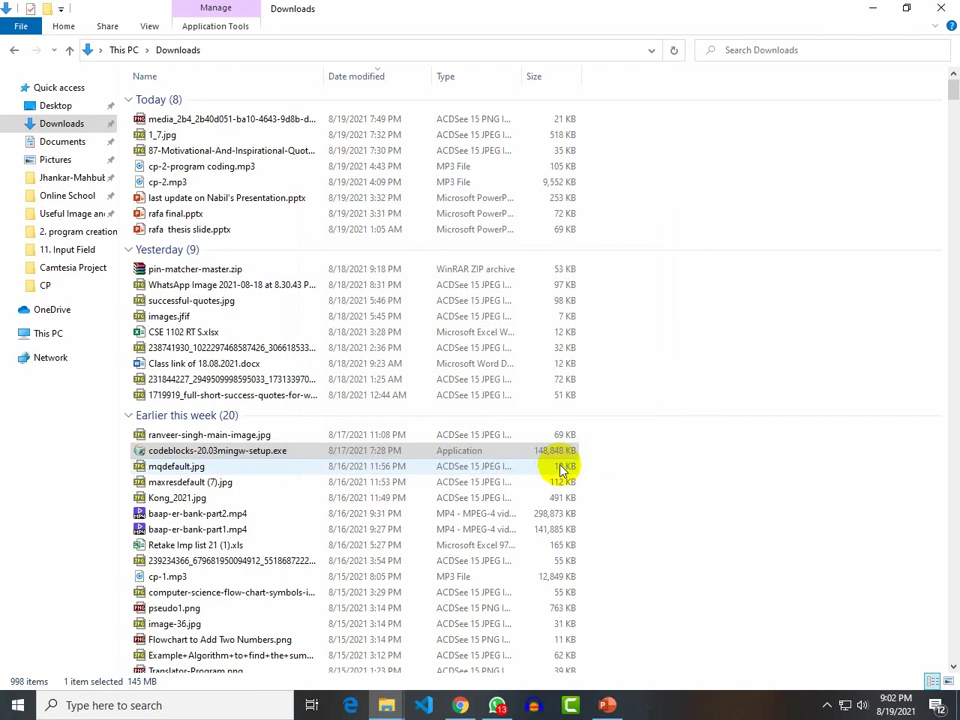 Manage
Downloads
File
Home
Share
View
Application Tools
This PC
Downloads
Search Downloads
Name
Date modified
Type
Size
Quick access
Desktop
Downloads
Documents
Pictures
Jhankar-Mahbub
Online School
Useful Image an
2. program creation
11. Input Field
Camtesia Project
CP
OneDrive
This PC
Network
Today (8)
media_2b4_2b40d051-ba10-4643-9d8b-d... 8/19/2021 7:49 PM ACDSee 15 PNG I... 21 KB
1_7.jpg 8/19/2021 7:32 PM ACDSee 15 JPEG I... 518 KB
87-Motivational-And-Inspirational-Quot... 8/19/2021 7:30 PM ACDSee 15 JPEG I... 35 KB
cp-2-program coding.mp3 8/19/2021 4:43 PM MP3 File 105 KB
cp-2.mp3 8/19/2021 4:09 PM MP3 File 9,552 KB
last update on Nabil's Presentation.pptx 8/19/2021 3:32 PM Microsoft PowerP... 253 KB
rafa final.pptx 8/19/2021 3:31 PM Microsoft PowerP... 72 KB
rafa thesis slide.pptx 8/19/2021 1:05 AM Microsoft PowerP... 69 KB
Yesterday (9)
pin-matcher-master.zip 8/18/2021 9:18 PM WinRAR ZIP archive 53 KB
WhatsApp Image 2021-08-18 at 8.30.43 P... 8/18/2021 8:31 PM ACDSee 15 JPEG I... 97 KB
successful-quotes.jpg 8/18/2021 5:46 PM ACDSee 15 JPEG I... 98 KB
images.jfif 8/18/2021 5:45 PM ACDSee 15 JPEG I... 7 KB
CSE 1102 RT S.xlsx 8/18/2021 3:28 PM Microsoft Excel W... 12 KB
238741930_1022297468587426_306618533... 8/18/2021 2:36 PM ACDSee 15 JPEG I... 32 KB
Class link of 18.08.2021.docx 8/18/2021 9:23 AM Microsoft Word D... 12 KB
231844227_2949509998595033_173133970... 8/18/2021 1:25 AM ACDSee 15 JPEG I... 72 KB
1719919_full-short-success-quotes-for-w... 8/18/2021 12:44 AM ACDSee 15 JPEG I... 51 KB
Earlier this week (20)
ranveer-singh-main-image.jpg 8/17/2021 11:08 PM ACDSee 15 JPEG I... 69 KB
codeblocks-20.03mingw-setup.exe 8/17/2021 7:28 PM Application 148,848 KB
mqdefault.jpg 8/16/2021 11:56 PM ACDSee 15 JPEG I... KB
maxresdefault (7).jpg 8/16/2021 11:53 PM ACDSee 15 JPEG I... 112 KB
Kong_2021.jpg 8/16/2021 11:49 PM ACDSee 15 JPEG I... 491 KB
baap-er-bank-part2.mp4 8/16/2021 9:31 PM MP4 - MPEG-4 vid... 298,873 KB
baap-er-bank-part1.mp4 8/16/2021 9:27 PM MP4 - MPEG-4 vid... 141,885 KB
Retake Imp list 21 (1).xls 8/16/2021 5:27 PM Microsoft Excel 97... 165 KB
239234366_679681950094912_5518687222... 8/16/2021 3:54 PM ACDSee 15 JPEG I... 55 KB
cp-1.mp3 8/15/2021 8:05 PM MP3 File 12,849 KB
computer-science-flow-chart-symbols-i... 8/15/2021 3:29 PM ACDSee 15 JPEG I... 55 KB
pseudo1.png 8/15/2021 3:14 PM ACDSee 15 PNG I... 763 KB
image-36.jpg 8/15/2021 3:14 PM ACDSee 15 JPEG I... 31 KB
Flowchart to Add Two Numbers.png 8/15/2021 3:14 PM ACDSee 15 PNG I... 11 KB
Example+Algorithm+to+find+the+sum... 8/15/2021 3:14 PM ACDSee 15 JPEG I... 62 KB
Translator-Program.png 8/15/2021 1:23 PM ACDSee 15 PNG I... 39 KB
998 items
1 item selected 145 MB
Type here to search
13
9:02 PM
8/19/2021
12